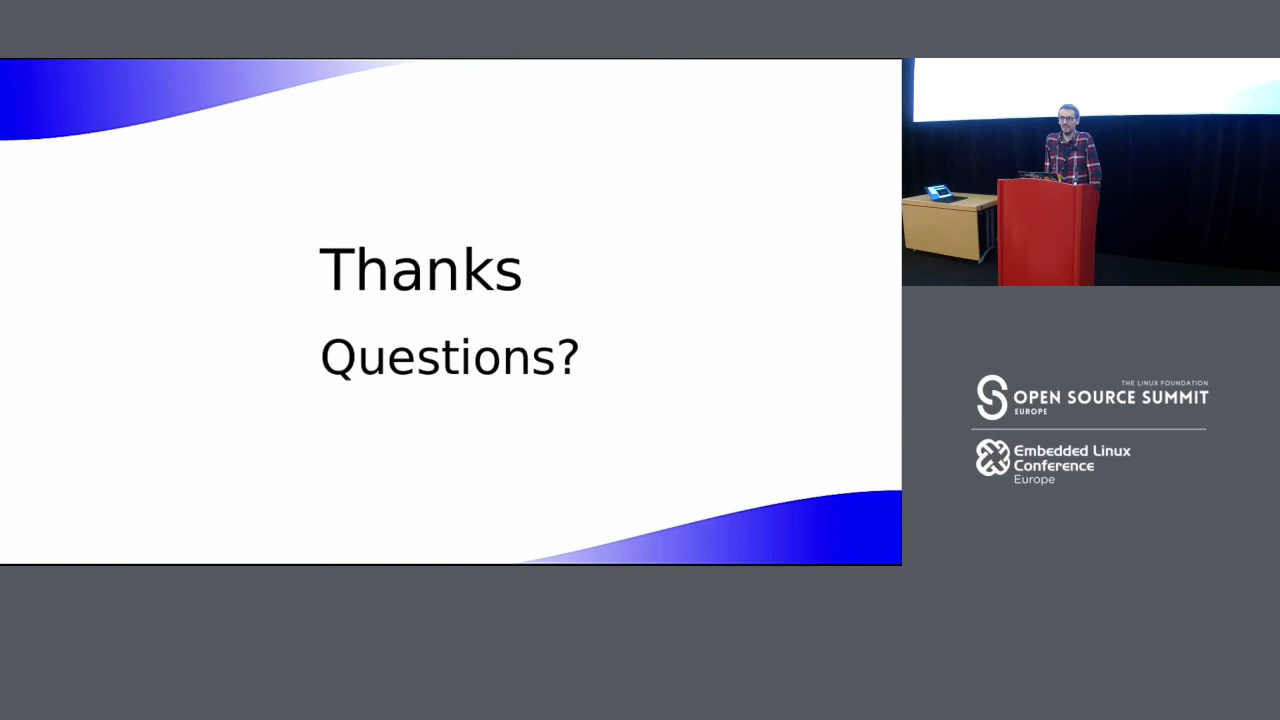 Thanks
Questions?
THE LINUX FOUNDATION
OPEN SOURCE SUMMIT
EUROPE
Embedded Linux
Conference
Europe